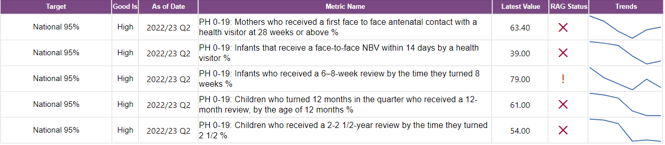 Target Good Is As of Date Metric Name Latest Value RAG Status Trends
National 95% High 2022/23 Q2 PH 0-19: Mothers who received a first face to face antenatal contact with a
health visitor at 28 weeks or above % 63.40
National 95% High 2022/23 Q2 PH 0-19: Infants that receive a face-to-face NBV within 14 days by a health
visitor % 39.00
National 95% High 2022/23 Q2 PH 0-19: Infants who received a 6–8-week review by the time they turned 8
weeks % 79.00 !
National 95% High 2022/23 Q2 PH 0-19: Children who turned 12 months in the quarter who received a 12-
month review, by the age of 12 months % 61.00
National 95% High 2022/23 Q2 PH 0-19: Children who received a 2-2 1/2-year review by the time they turned
2 1/2 % 54.00